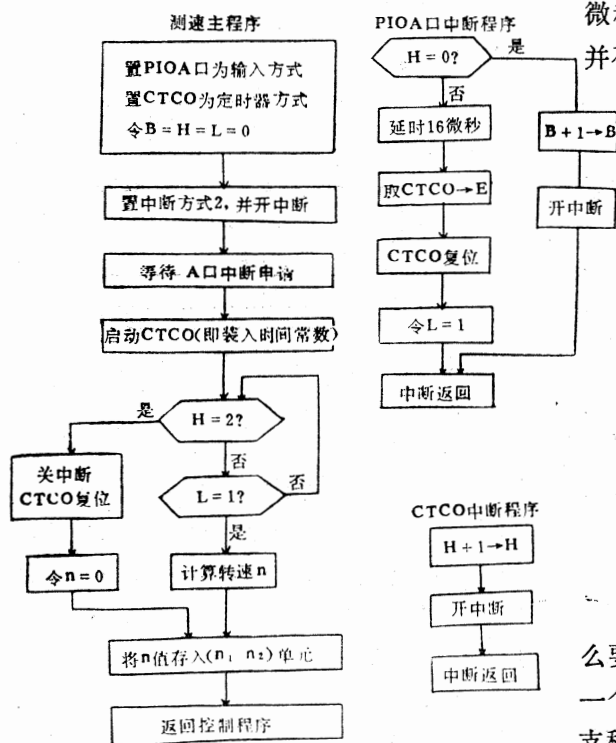 测速主程序
置PIOA口为输入方式
置CTCO为定时器方式
令B=H=L=0
置中断方式2,并开中断
等待 A口中断申请
启动CTCO(即装入时间常数)
H=2?
是
否
关中断
CTCO复位
L=1?
否
是
令n=0
计算转速n
将n值存入(n₁ n₂)单元
返回控制程序
PIOA口中断程序
H=0?
是
否
延时16微秒
B+1→B
取CTCO→E
开中断
CTCO复位
令L=1
中断返回
CTCO中断程序
H+1→H
开中断
中断返回
并
么要
一个